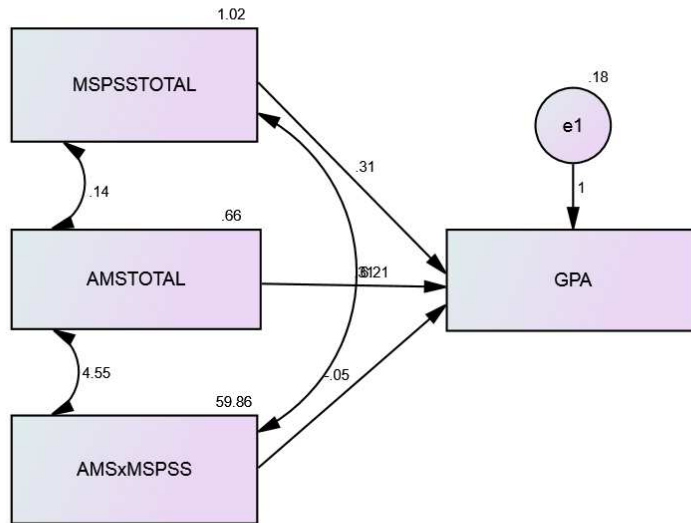 1.02
MSPSSTOTAL
.18
e1
.31
1
.14
.66
AMSTOTAL
GPA
4.55
-.05
59.86
AMSxMSPSS